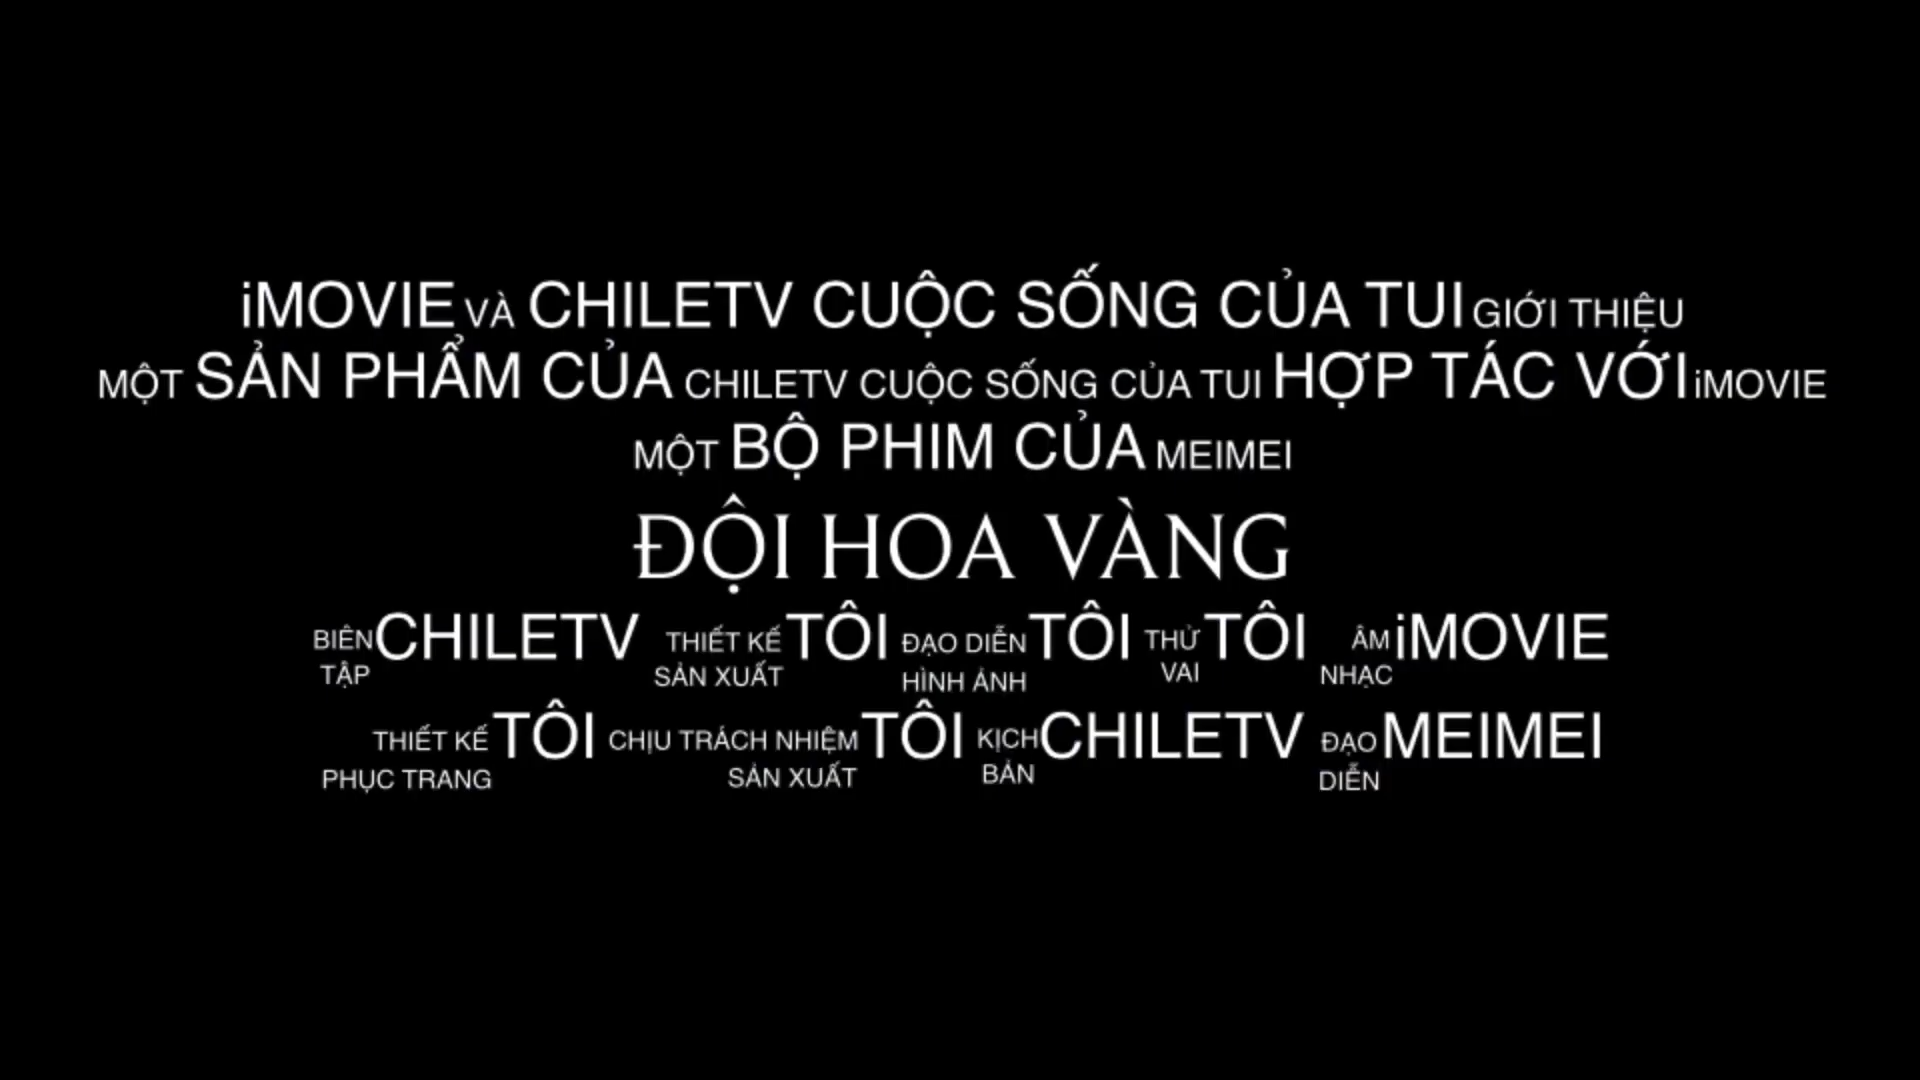 iMOVIE VÀ CHILETV CUỘC SỐNG CỦA TUI GIỚI THIỆU
MỘT SẢN PHẨM CỦA CHILETV CUỘC SỐNG CỦA TUI HỢP TÁC VỚI iMOVIE
MỘT BỘ PHIM CỦA MEIMEI
ĐỘI HOA VÀNG
BIÊN TẬP CHILETV THIẾT KẾ SẢN XUẤT TÔI ĐẠO DIỄN HÌNH ẢNH TÔI THỬ VAI TÔI ÂM NHẠC iMOVIE
THIẾT KẾ PHỤC TRANG TÔI CHỊU TRÁCH NHIỆM SẢN XUẤT TÔI KỊCH BẢN CHILETV ĐẠO DIỄN MEIMEI